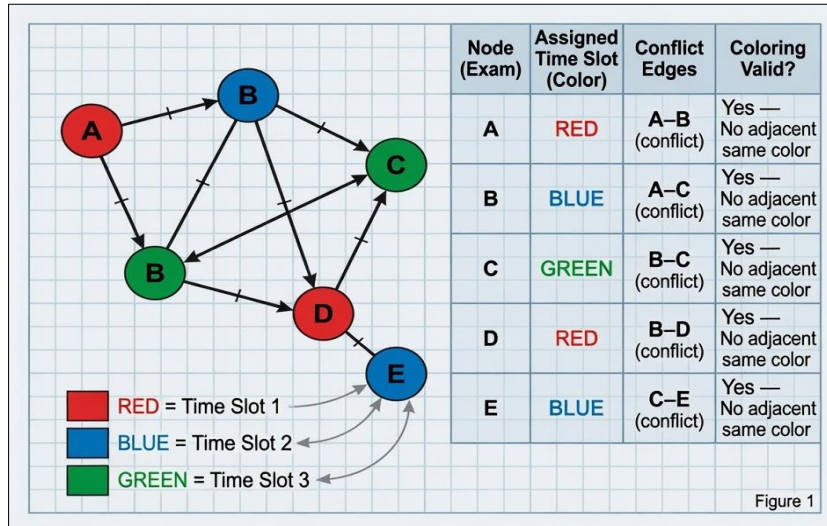 A
B
C
B
D
E
RED = Time Slot 1
BLUE = Time Slot 2
GREEN = Time Slot 3
Node
(Exam)
Assigned
Time Slot
(Color)
Conflict
Edges
Coloring
Valid?
A
RED
A–B
(conflict)
Yes —
No adjacent
same color
B
BLUE
A–C
(conflict)
Yes —
No adjacent
same color
C
GREEN
B–C
(conflict)
Yes —
No adjacent
same color
D
RED
B–D
(conflict)
Yes —
No adjacent
same color
E
BLUE
C–E
(conflict)
Yes —
No adjacent
same color
Figure 1